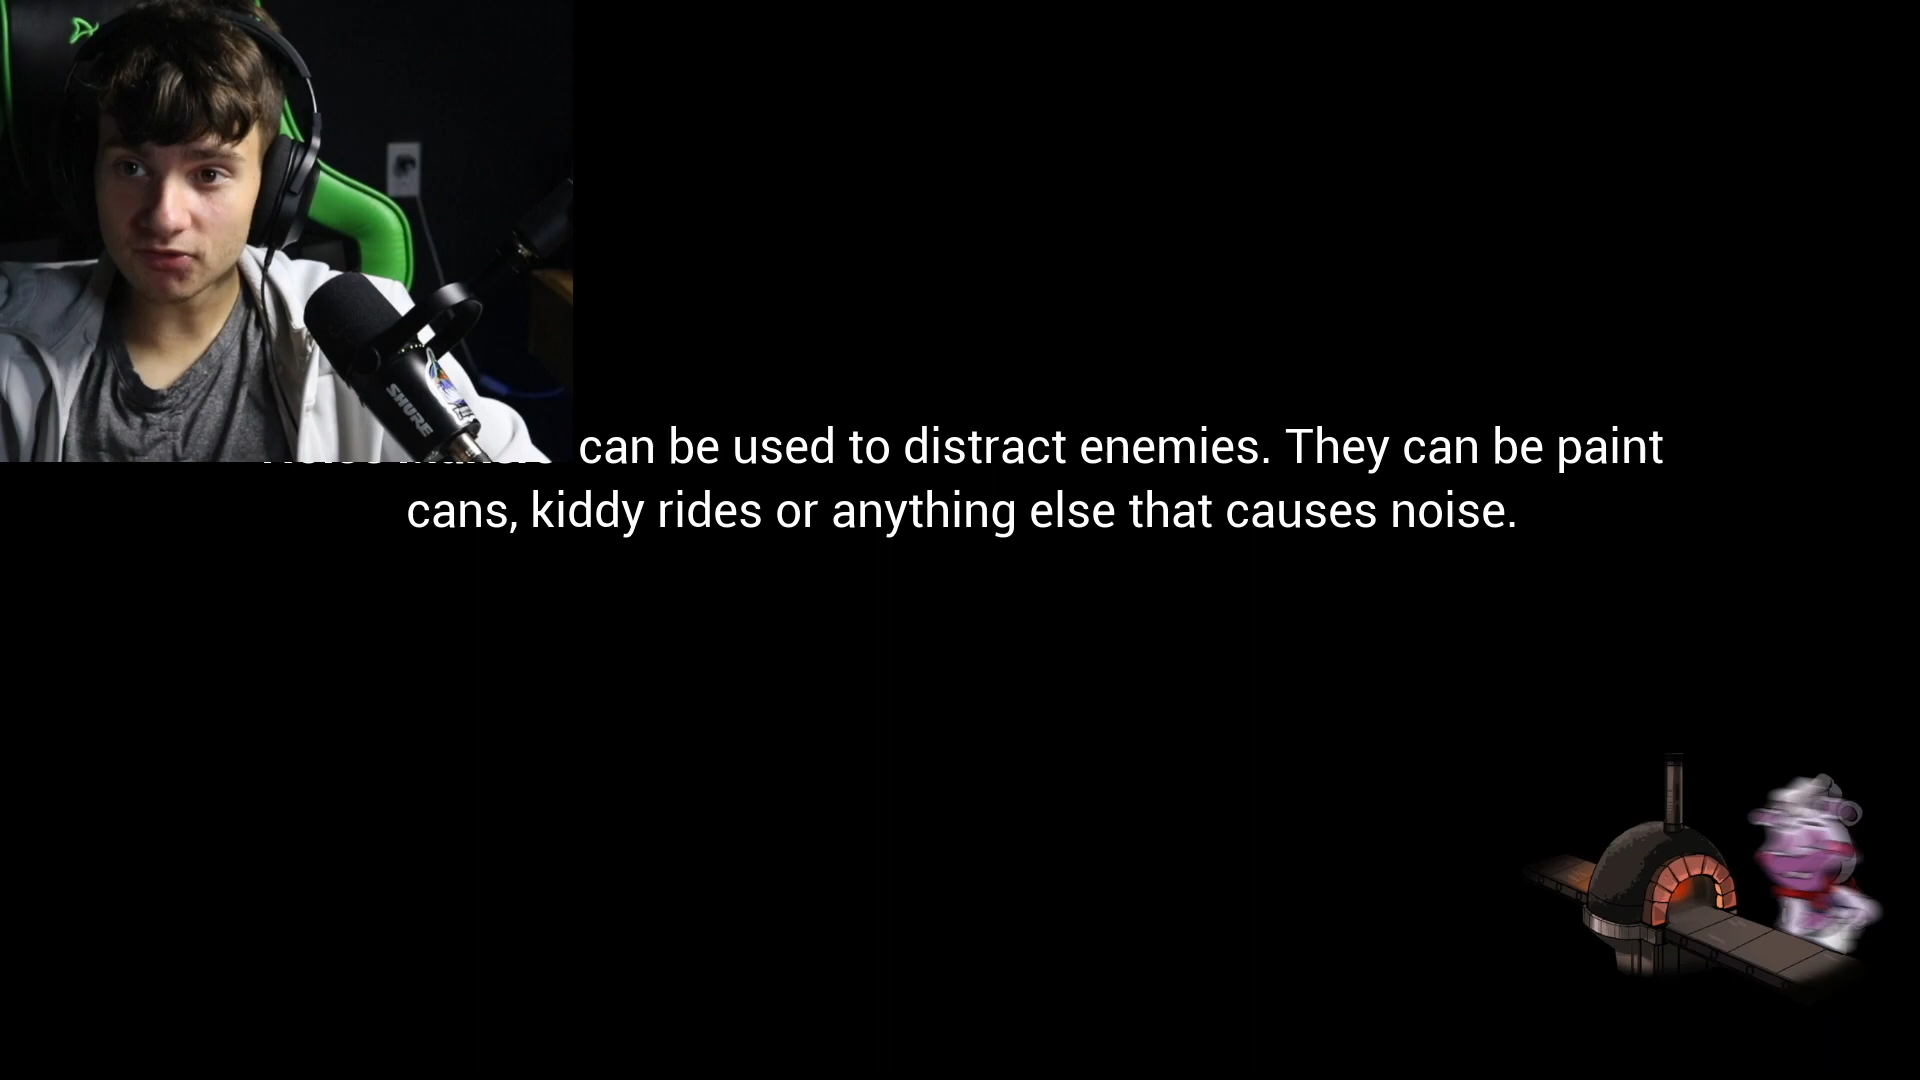 SHURE
can be used to distract enemies. They can be paint
cans, kiddy rides or anything else that causes noise.